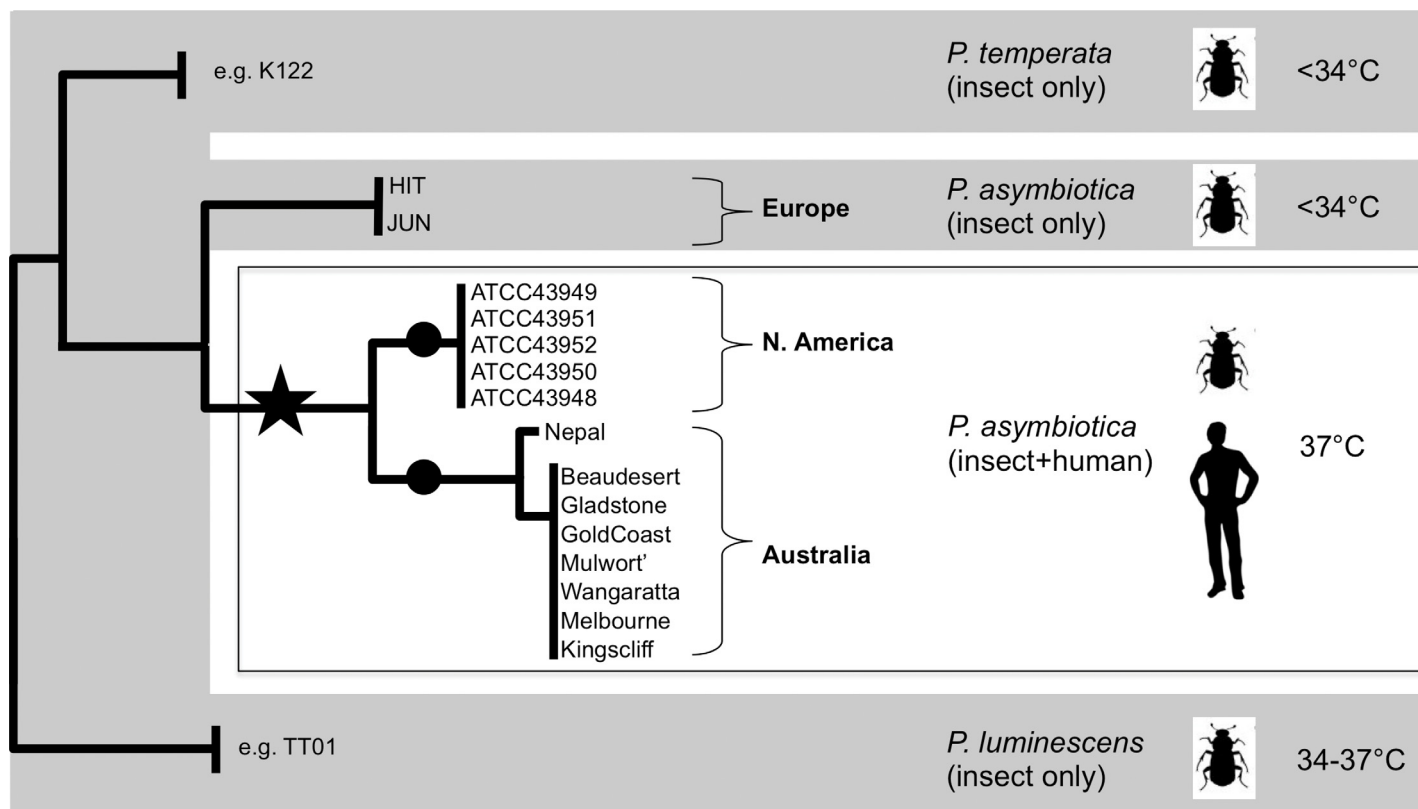 e.g. K122
P. temperata
(insect only)
<34°C
HIT
JUN
Europe
P. asymbiotica
(insect only)
<34°C
ATCC43949
ATCC43951
ATCC43952
ATCC43950
ATCC43948
N. America
Nepal
Beaudesert
Gladstone
GoldCoast
Mulwort’
Wangaratta
Melbourne
Kingscliff
Australia
P. asymbiotica
(insect+human)
37°C
e.g. TT01
P. luminescens
(insect only)
34-37°C